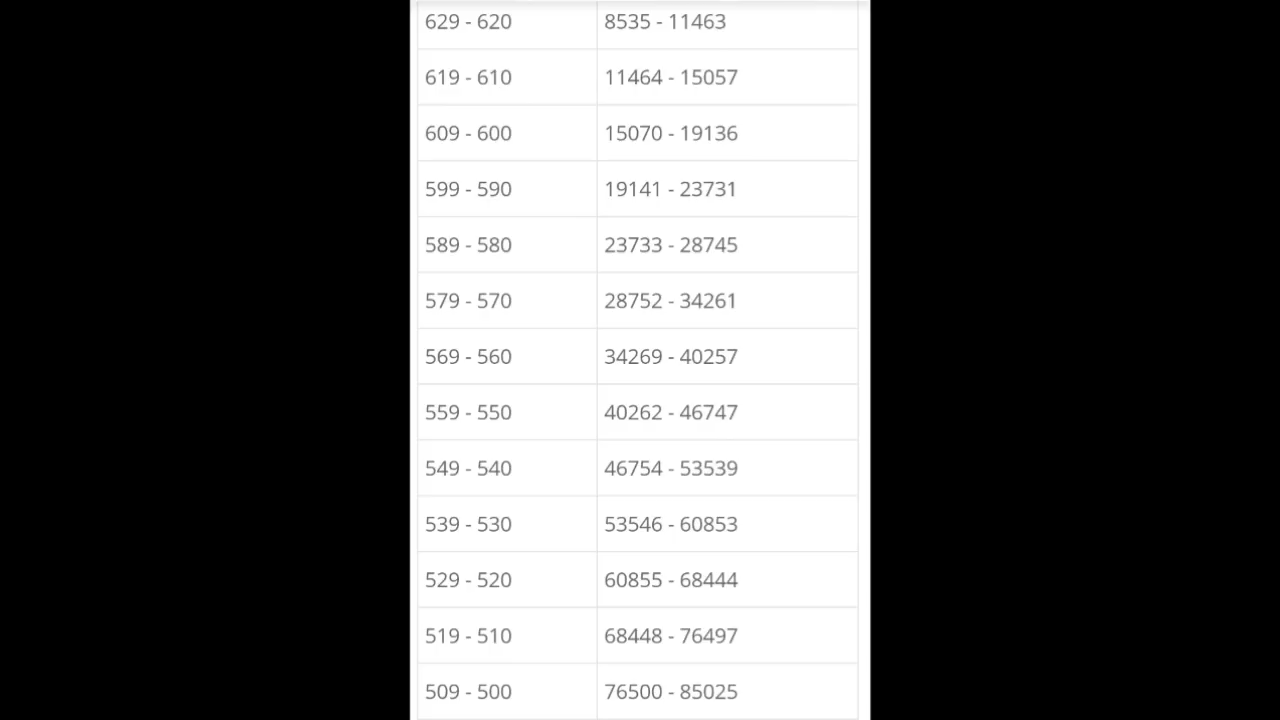 629 - 620 8535 - 11463
619 - 610 11464 - 15057
609 - 600 15070 - 19136
599 - 590 19141 - 23731
589 - 580 23733 - 28745
579 - 570 28752 - 34261
569 - 560 34269 - 40257
559 - 550 40262 - 46747
549 - 540 46754 - 53539
539 - 530 53546 - 60853
529 - 520 60855 - 68444
519 - 510 68448 - 76497
509 - 500 76500 - 85025